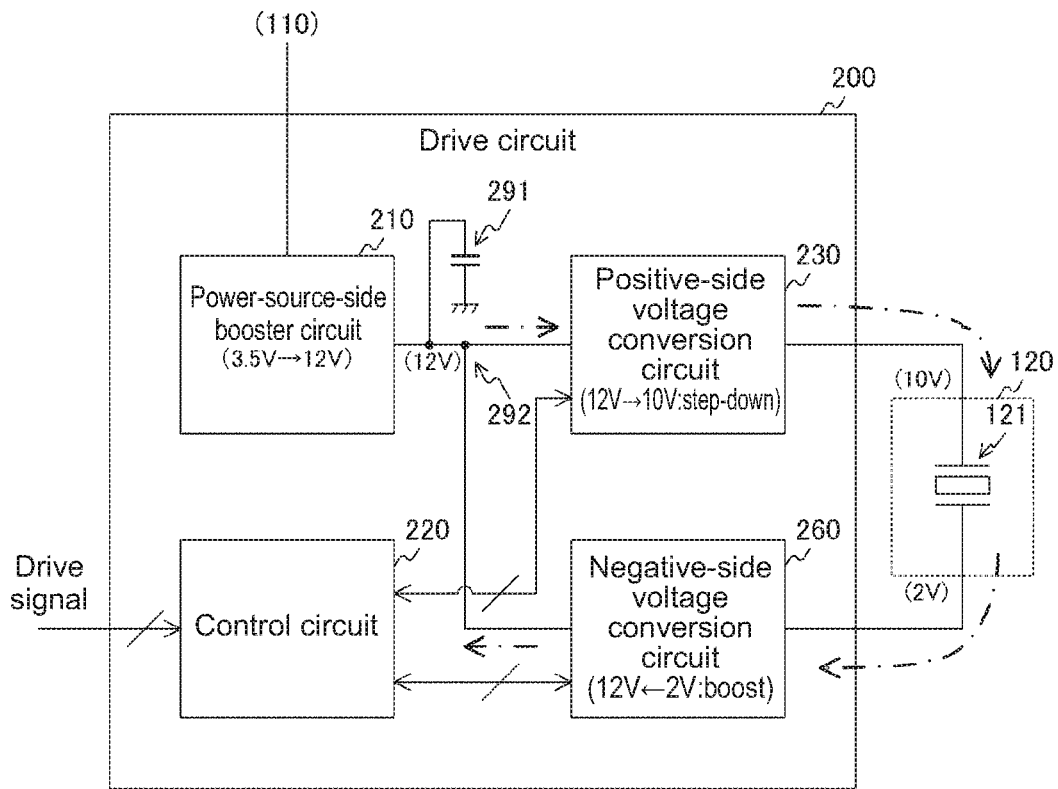 (110)
200
Drive circuit
291
210
230
Power-source-side
booster circuit
(3.5V→12V)
Positive-side
voltage
conversion
circuit
(12V→10V:step-down)
(12V)
292
(10V)
120
121
220
260
Drive
signal
Control circuit
Negative-side
voltage
conversion
circuit
(12V←2V:boost)
(2V)